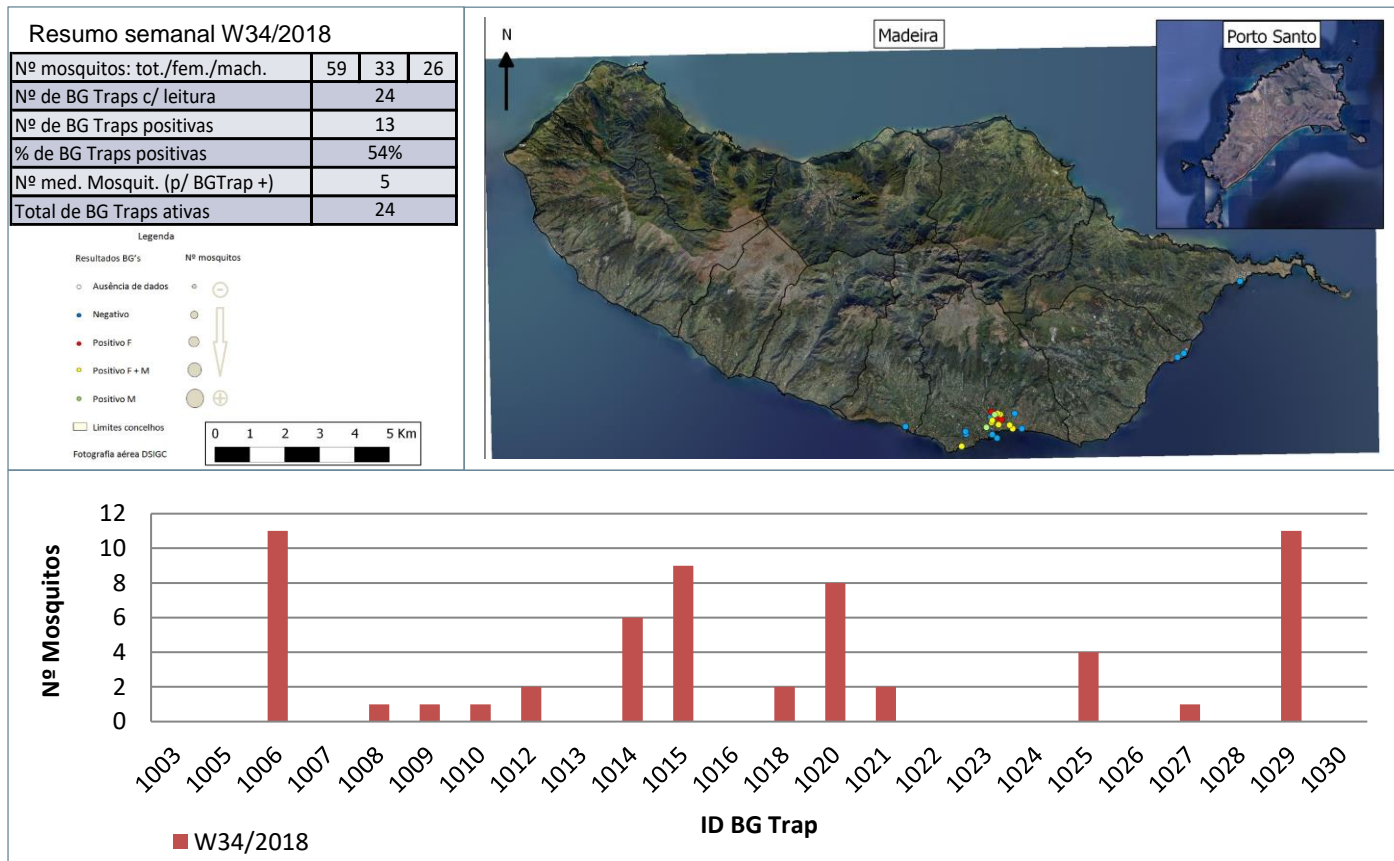 Resumo semanal W34/2018
Nº mosquitos: tot./fem./mach. 59 33 26
Nº de BG Traps c/ leitura 24
Nº de BG Traps positivas 13
% de BG Traps positivas 54%
Nº med. Mosquit. (p/ BGTrap +) 5
Total de BG Traps ativas 24
Legenda
Resultados BG's Nº mosquitos
Ausência de dados
Negativo
Positivo F
Positivo F + M
Positivo M
Limites concelhos
Fotografia aérea DSIGC
0 1 2 3 4 5 Km
N
Madeira
Porto Santo
Nº Mosquitos
12
10
8
6
4
2
0
1003 1005 1006 1007 1008 1009 1010 1012 1013 1014 1015 1016 1018 1020 1021 1022 1023 1024 1025 1026 1027 1028 1029 1030
ID BG Trap
W34/2018